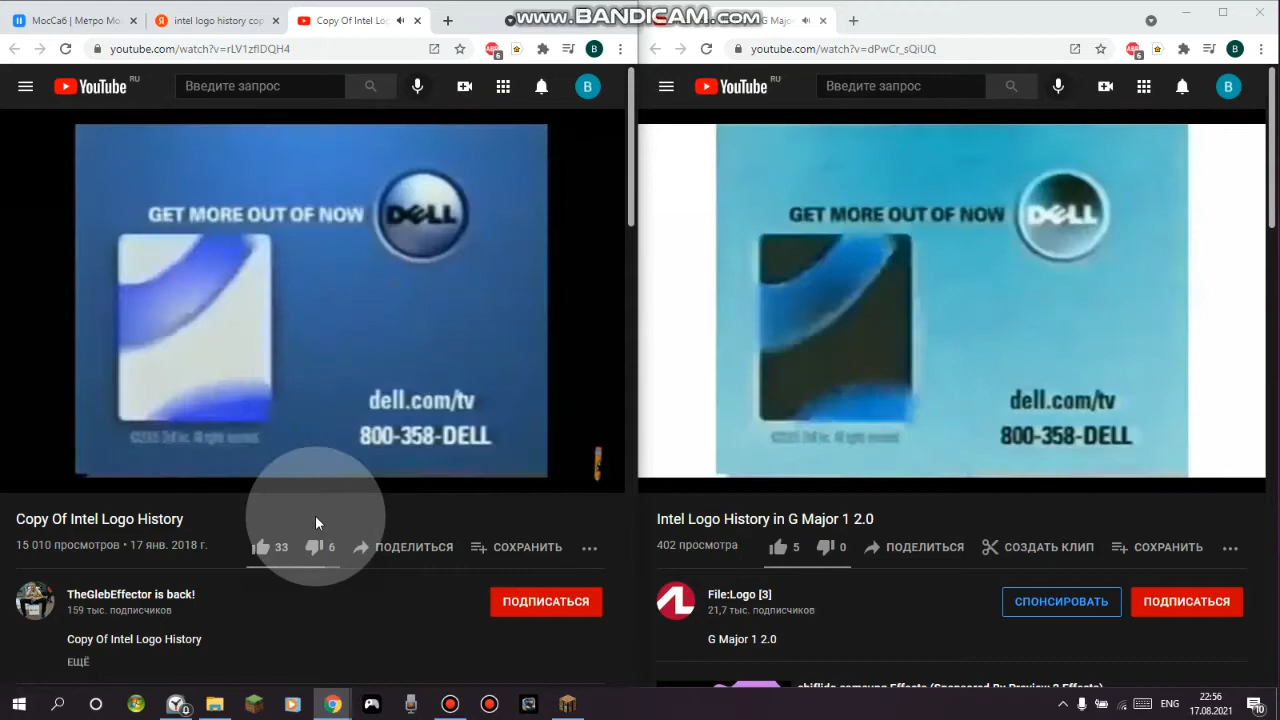 МосСаб | Метро Мо
intel logo history cop
Copy Of Intel Log
www.BANDICAM.com
G Majo
youtube.com/watch?v=rLV1zflDQH4
youtube.com/watch?v=dPwCr_sQiUQ
YouTube RU
Введите запрос
B
YouTube RU
Введите запрос
B
GET MORE OUT OF NOW
DELL
dell.com/tv
800-358-DELL
GET MORE OUT OF NOW
DELL
dell.com/tv
800-358-DELL
Copy Of Intel Logo History
15 010 просмотров • 17 янв. 2018 г.
33
6
ПОДЕЛИТЬСЯ
СОХРАНИТЬ
TheGlebEffector is back!
159 тыс. подписчиков
ПОДПИСАТЬСЯ
Copy Of Intel Logo History
ЕЩЁ
Intel Logo History in G Major 1 2.0
402 просмотра
5
0
ПОДЕЛИТЬСЯ
СОЗДАТЬ КЛИП
СОХРАНИТЬ
File:Logo [3]
21,7 тыс. подписчиков
СПОНСИРОВАТЬ
ПОДПИСАТЬСЯ
G Major 1 2.0
ENG
22:56
17.08.2021
10